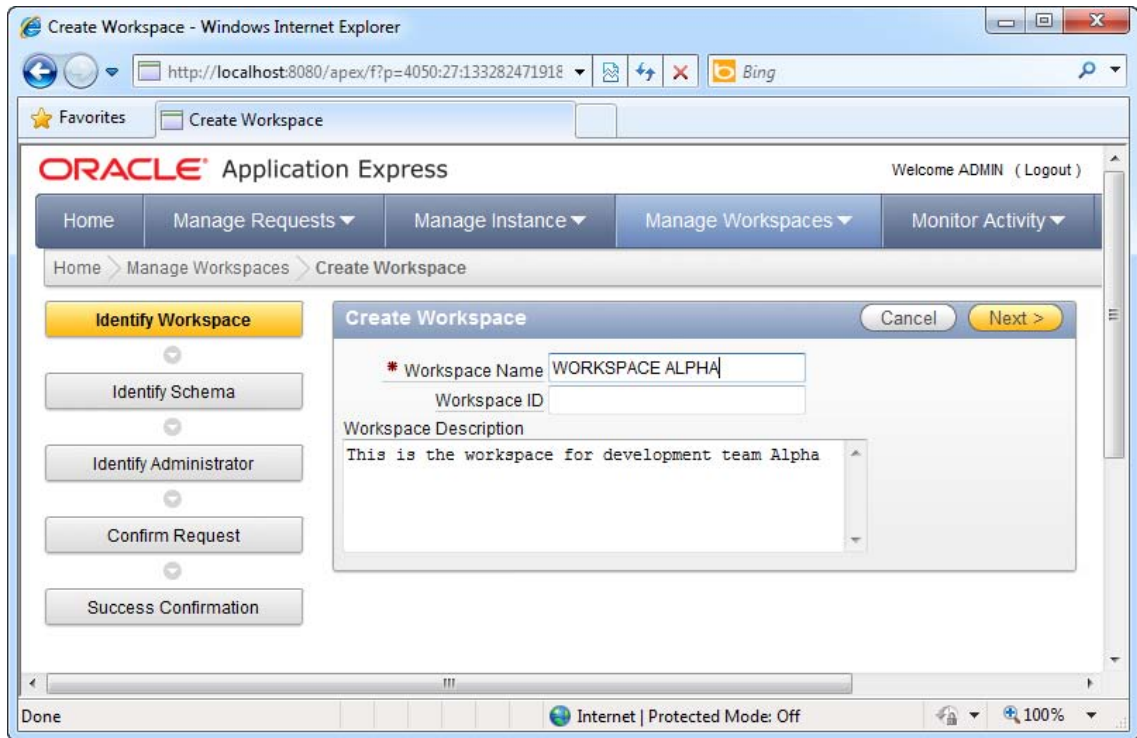 Create Workspace - Windows Internet Explorer
http://localhost:8080/apex/f?p=4050:27:133282471918
Bing
Favorites
Create Workspace
ORACLE® Application Express
Welcome ADMIN ( Logout )
Home
Manage Requests
Manage Instance
Manage Workspaces
Monitor Activity
Home
Manage Workspaces
Create Workspace
Identify Workspace
Identify Schema
Identify Administrator
Confirm Request
Success Confirmation
Create Workspace
Cancel
Next >
* Workspace Name
WORKSPACE ALPHA
Workspace ID
Workspace Description
This is the workspace for development team Alpha
Done
Internet | Protected Mode: Off
100%